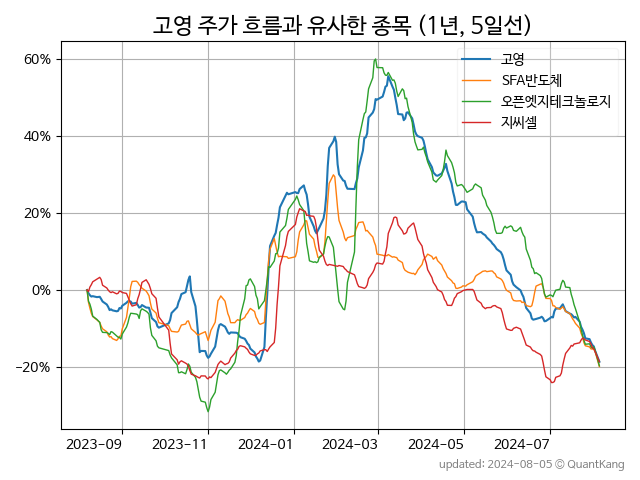 고영 주가 흐름과 유사한 종목 (1년, 5일선)
고영
SFA반도체
오픈엣지테크놀로지
지씨셀
60%
40%
20%
0%
−20%
2023-09 2023-11 2024-01 2024-03 2024-05 2024-07
updated: 2024-08-05 © QuantKang